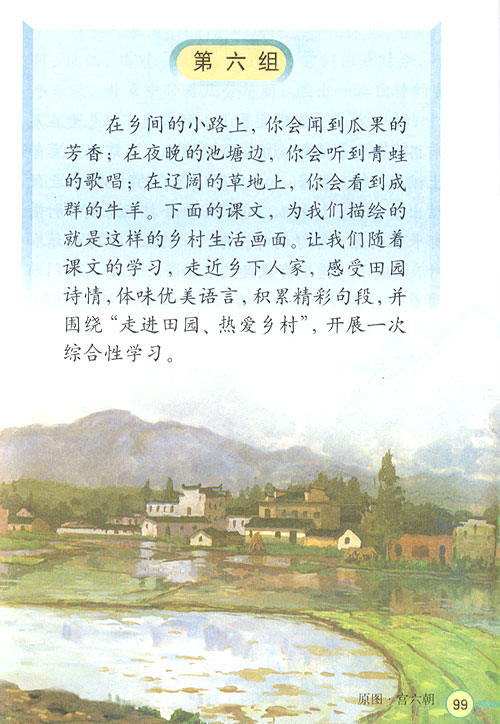 第六组
在乡间的小路上，你会闻到瓜果的
芳香；在夜晚的池塘边，你会听到青蛙
的歌唱；在辽阔的草地上，你会看到成
群的牛羊。下面的课文，为我们描绘的
就是这样的乡村生活画面。让我们随着
课文的学习，走近乡下人家，感受田园
诗情，体味优美语言，积累精彩句段，并
围绕“走进田园、热爱乡村”，开展一次
综合性学习。
原图·宫六朝
99